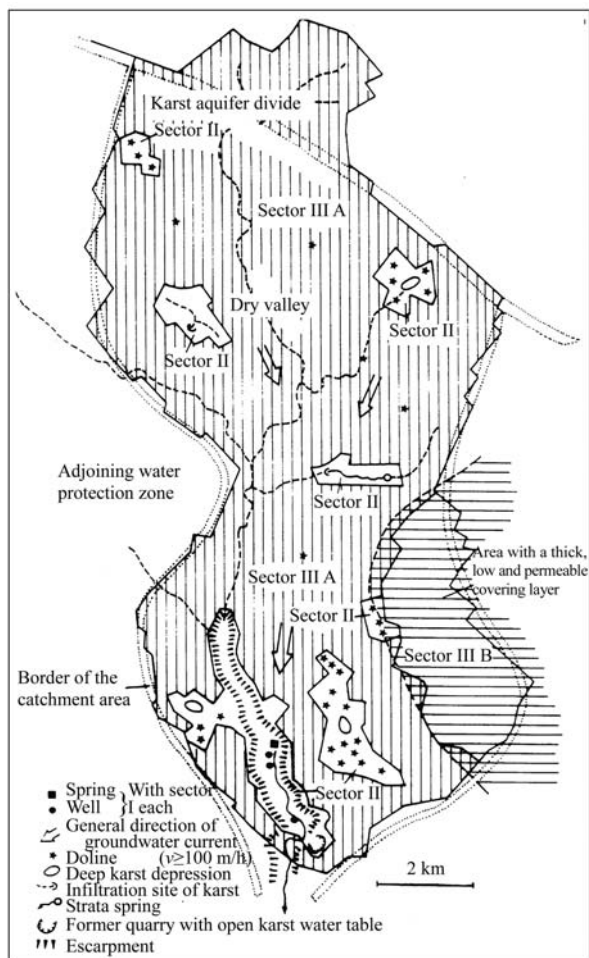 Karst aquifer divide
Sector II
Sector III A
Dry valley
Sector II
Sector II
Adjoining water
protection zone
Sector II
Area with a thick,
low and permeable
covering layer
Sector III A
Sector II
Sector III B
Border of the
catchment area
Sector II
Spring
With sector
Well
I each
General direction of
groundwater current
Doline (v≥100 m/h)
Deep karst depression
Infiltration site of karst
Strata spring
Former quarry with open karst water table
Escarpment
2 km